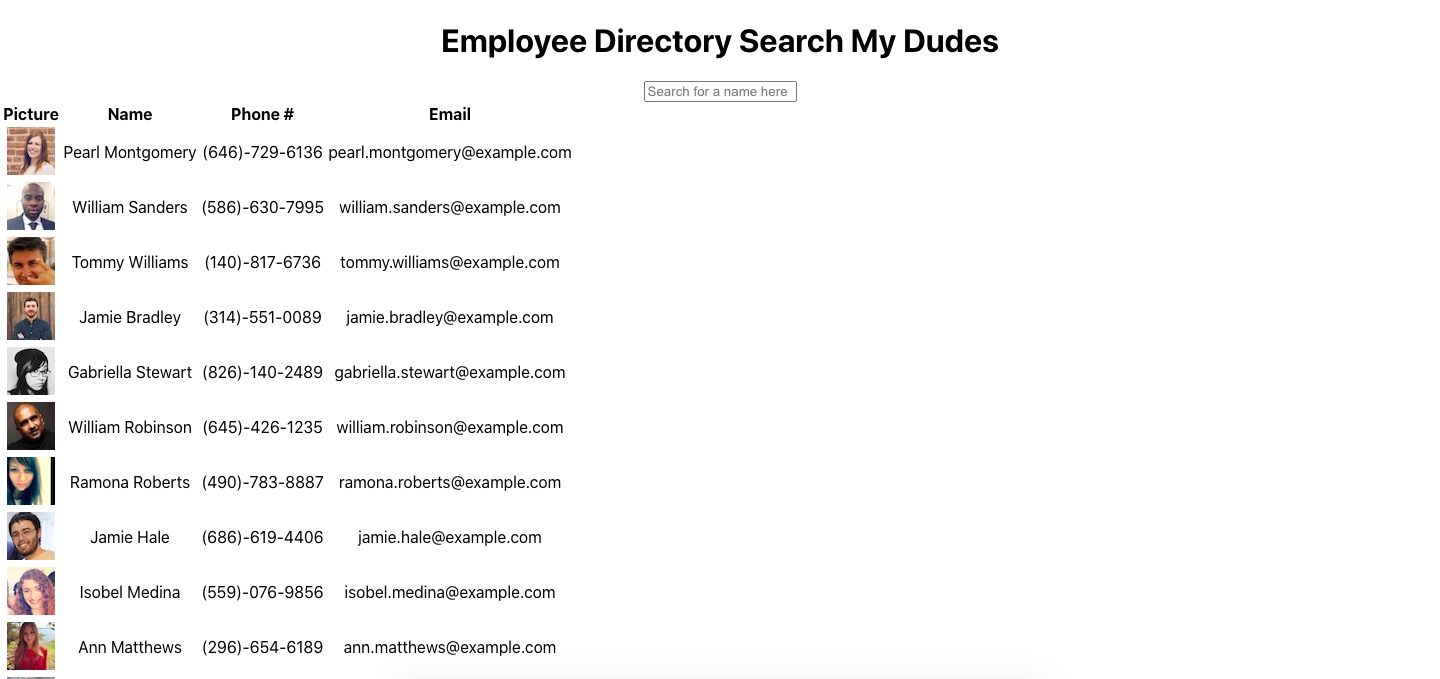 Employee Directory Search My Dudes
Search for a name here
Picture Name Phone # Email
Pearl Montgomery (646)-729-6136 pearl.montgomery@example.com
William Sanders (586)-630-7995 william.sanders@example.com
Tommy Williams (140)-817-6736 tommy.williams@example.com
Jamie Bradley (314)-551-0089 jamie.bradley@example.com
Gabriella Stewart (826)-140-2489 gabriella.stewart@example.com
William Robinson (645)-426-1235 william.robinson@example.com
Ramona Roberts (490)-783-8887 ramona.roberts@example.com
Jamie Hale (686)-619-4406 jamie.hale@example.com
Isobel Medina (559)-076-9856 isobel.medina@example.com
Ann Matthews (296)-654-6189 ann.matthews@example.com